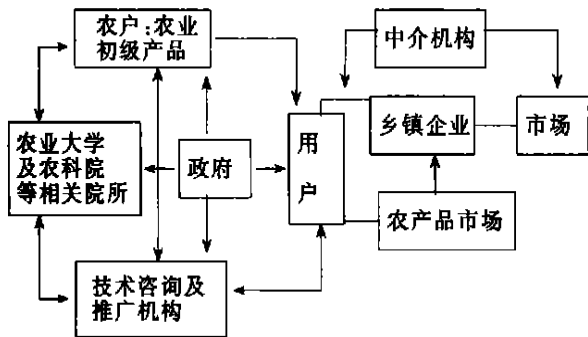 农户:农业
初级产品
中介机构
农业大学
及农科院
等相关院所
政府
用
户
乡镇企业
市场
农产品市场
技术咨询及
推广机构